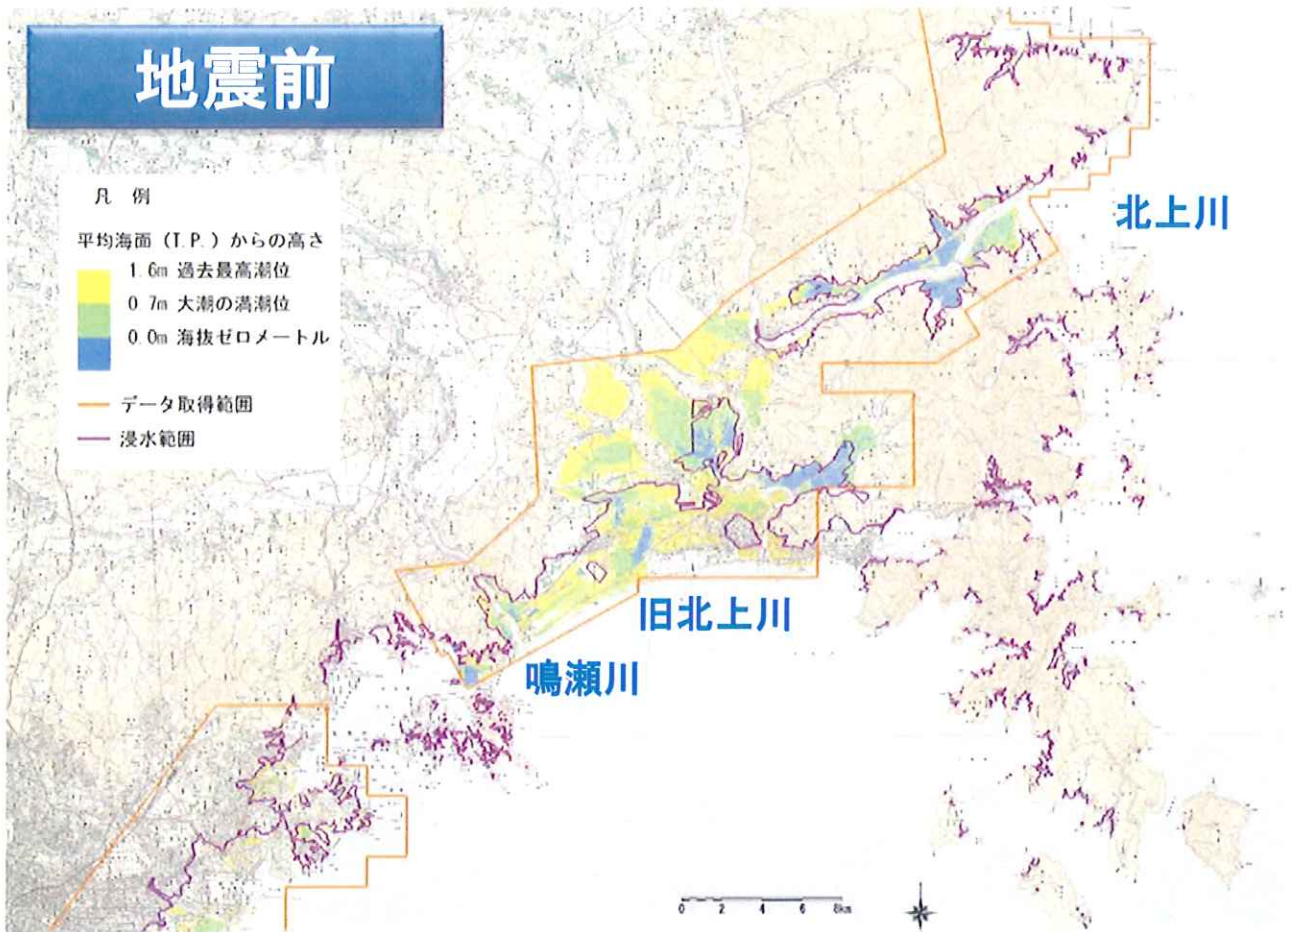 地震前
凡 例
平均海面（T.P.）からの高さ
1.6m 過去最高潮位
0.7m 大潮の満潮位
0.0m 海抜ゼロメートル
データ取得範囲
浸水範囲
北上川
旧北上川
鳴瀬川
0 2 4 6 8km